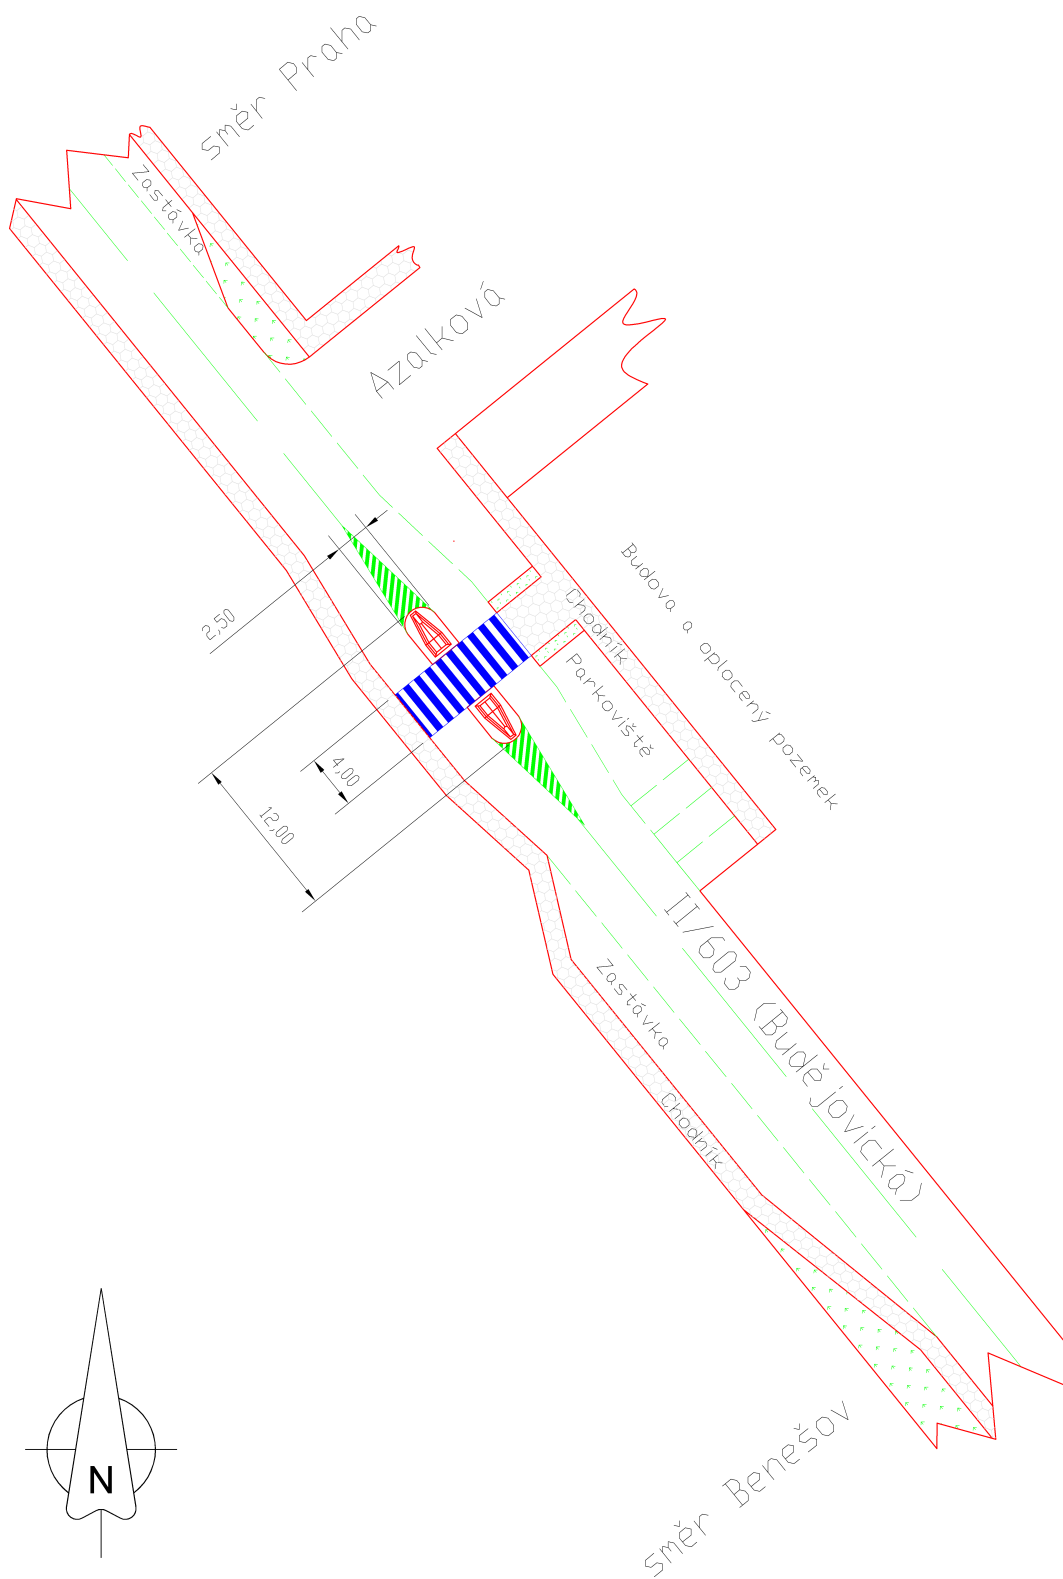 směr Praha
Zastávka
Azalková
Budova a oplocený pozemek
Chodník
Parkoviště
2,50
4,00
12,00
II/603 (Budějovická)
Zastávka
Chodník
směr Benešov
N